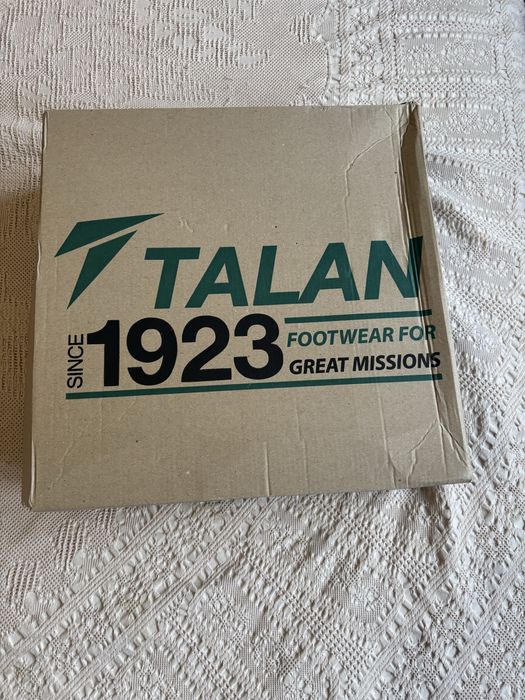 TALAN
SINCE 1923
FOOTWEAR FOR
GREAT MISSIONS